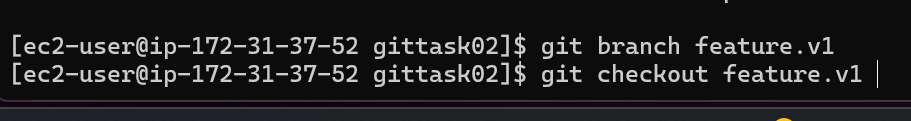 [ec2-user@ip-172-31-37-52 gittask02]$ git branch feature.v1
[ec2-user@ip-172-31-37-52 gittask02]$ git checkout feature.v1